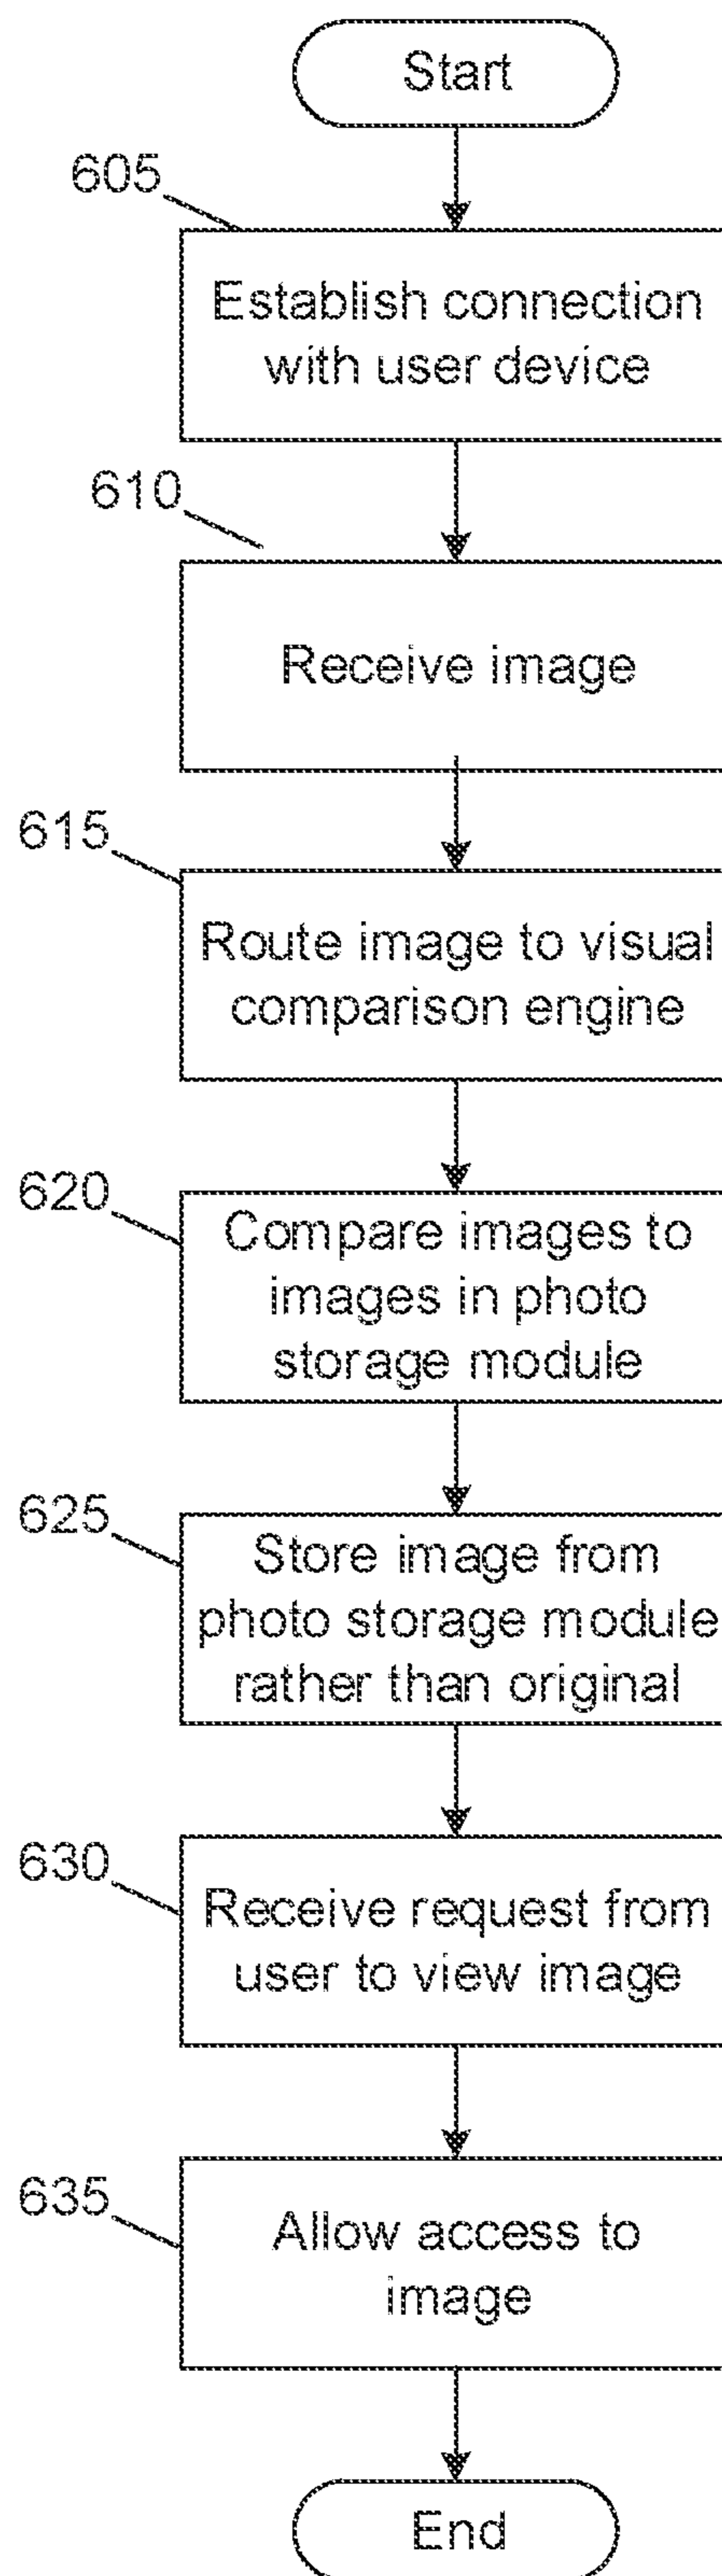 Start
605
Establish connection
with user device
610
Receive image
615
Route image to visual
comparison engine
620
Compare images to
images in photo
storage module
625
Store image from
photo storage module
rather than original
630
Receive request from
user to view image
635
Allow access to
image
End